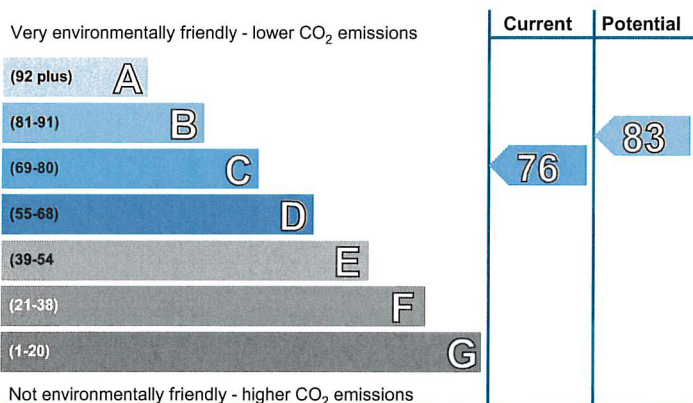 Current Potential
Very environmentally friendly - lower CO₂ emissions
(92 plus) A
(81-91) B
83
(69-80) C
76
(55-68) D
(39-54 E
(21-38) F
(1-20) G
Not environmentally friendly - higher CO₂ emissions